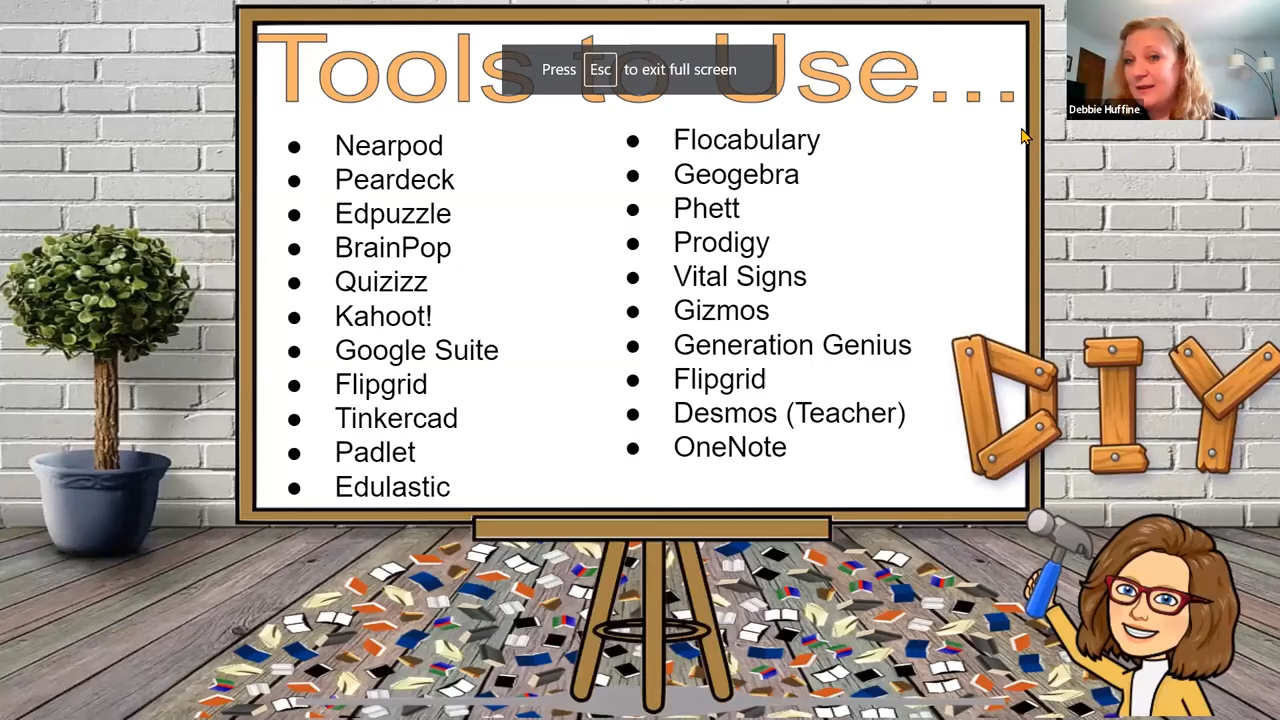 Tools to Use...
Press Esc to exit full screen
Debbie Huffine
Nearpod
Peardeck
Edpuzzle
BrainPop
Quizizz
Kahoot!
Google Suite
Flipgrid
Tinkercad
Padlet
Edulastic
Flocabulary
Geogebra
Phett
Prodigy
Vital Signs
Gizmos
Generation Genius
Flipgrid
Desmos (Teacher)
OneNote
DIY